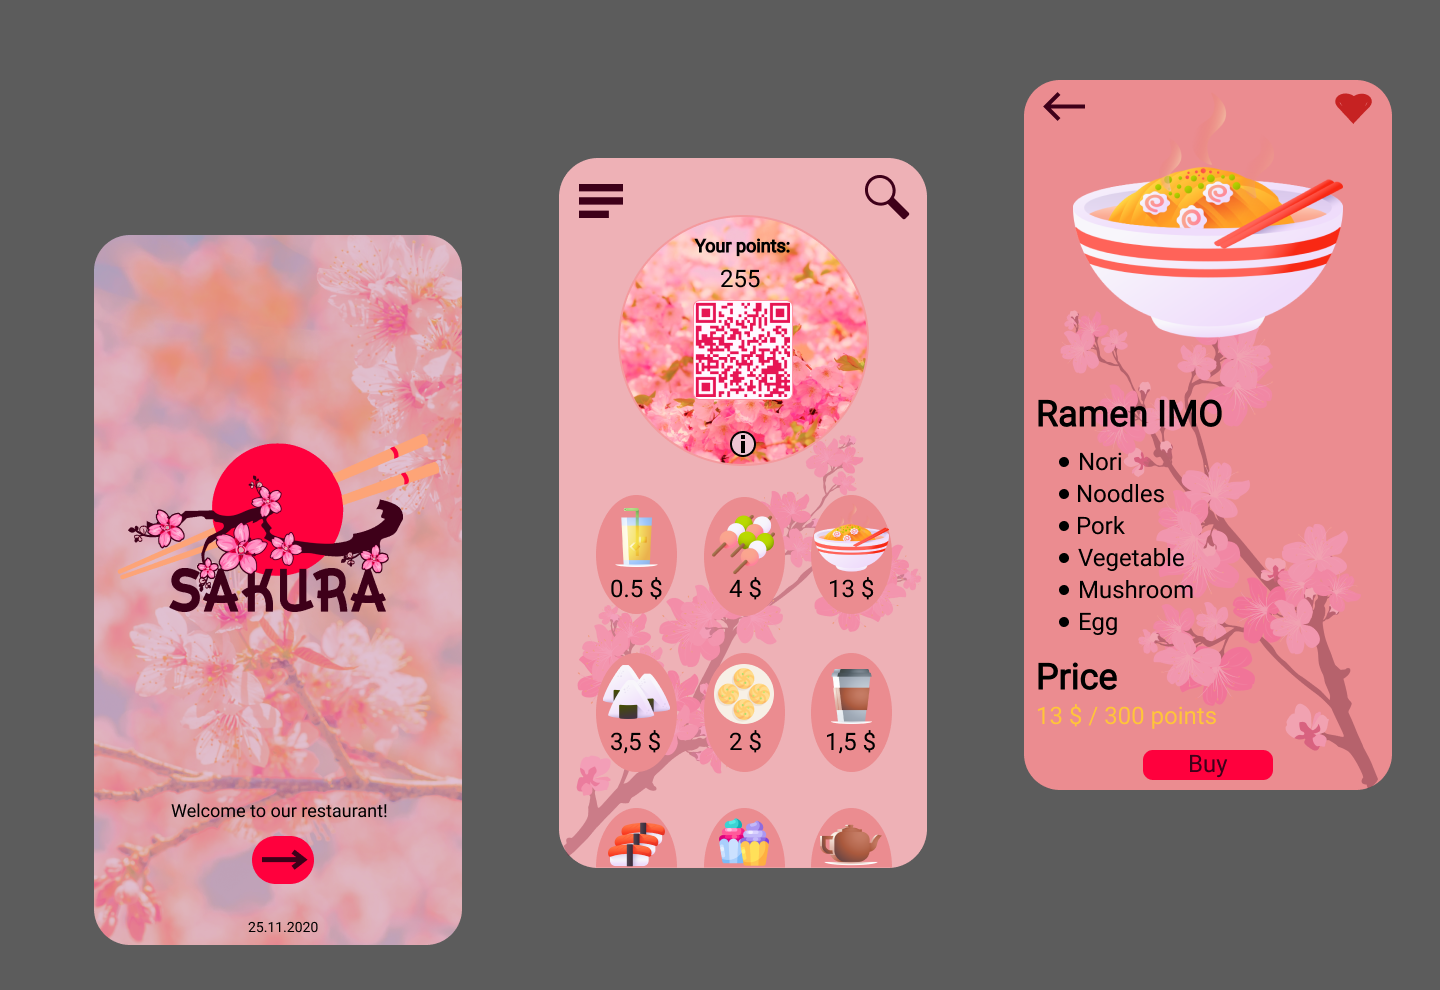 SAKURA
Welcome to our restaurant!
25.11.2020
Your points:
255
0.5 $
4 $
13 $
3,5 $
2 $
1,5 $
Ramen IMO
Nori
Noodles
Pork
Vegetable
Mushroom
Egg
Price
13 $ / 300 points
Buy